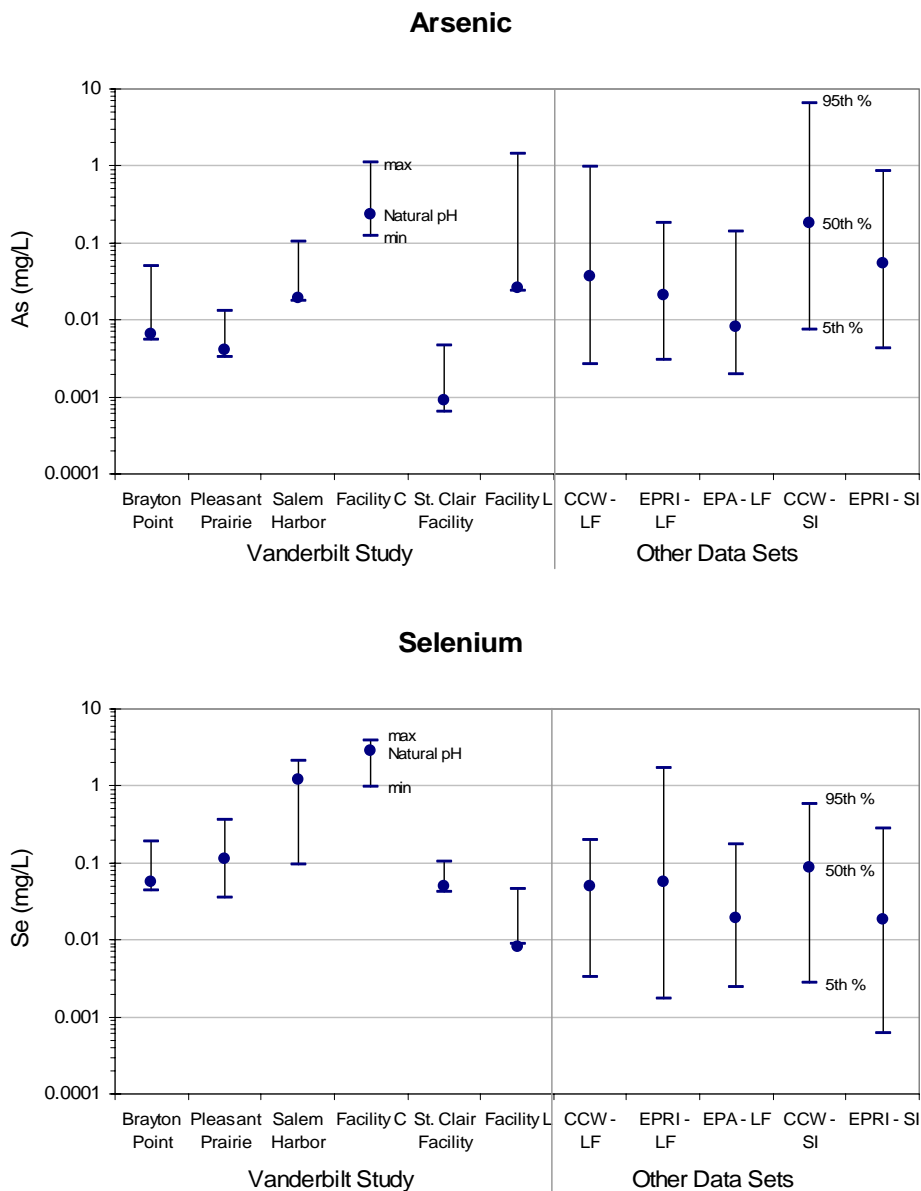 Arsenic
10
1
0.1
0.01
0.001
0.0001
As (mg/L)
max
Natural pH
min
95th %
50th %
5th %
Brayton Point
Pleasant Prairie
Salem Harbor
Facility C
St. Clair Facility
Facility L
CCW - LF
EPRI - LF
EPA - LF
CCW - SI
EPRI - SI
Vanderbilt Study
Other Data Sets
Selenium
10
1
0.1
0.01
0.001
0.0001
Se (mg/L)
max
Natural pH
min
95th %
50th %
5th %
Brayton Point
Pleasant Prairie
Salem Harbor
Facility C
St. Clair Facility
Facility L
CCW - LF
EPRI - LF
EPA - LF
CCW - SI
EPRI - SI
Vanderbilt Study
Other Data Sets